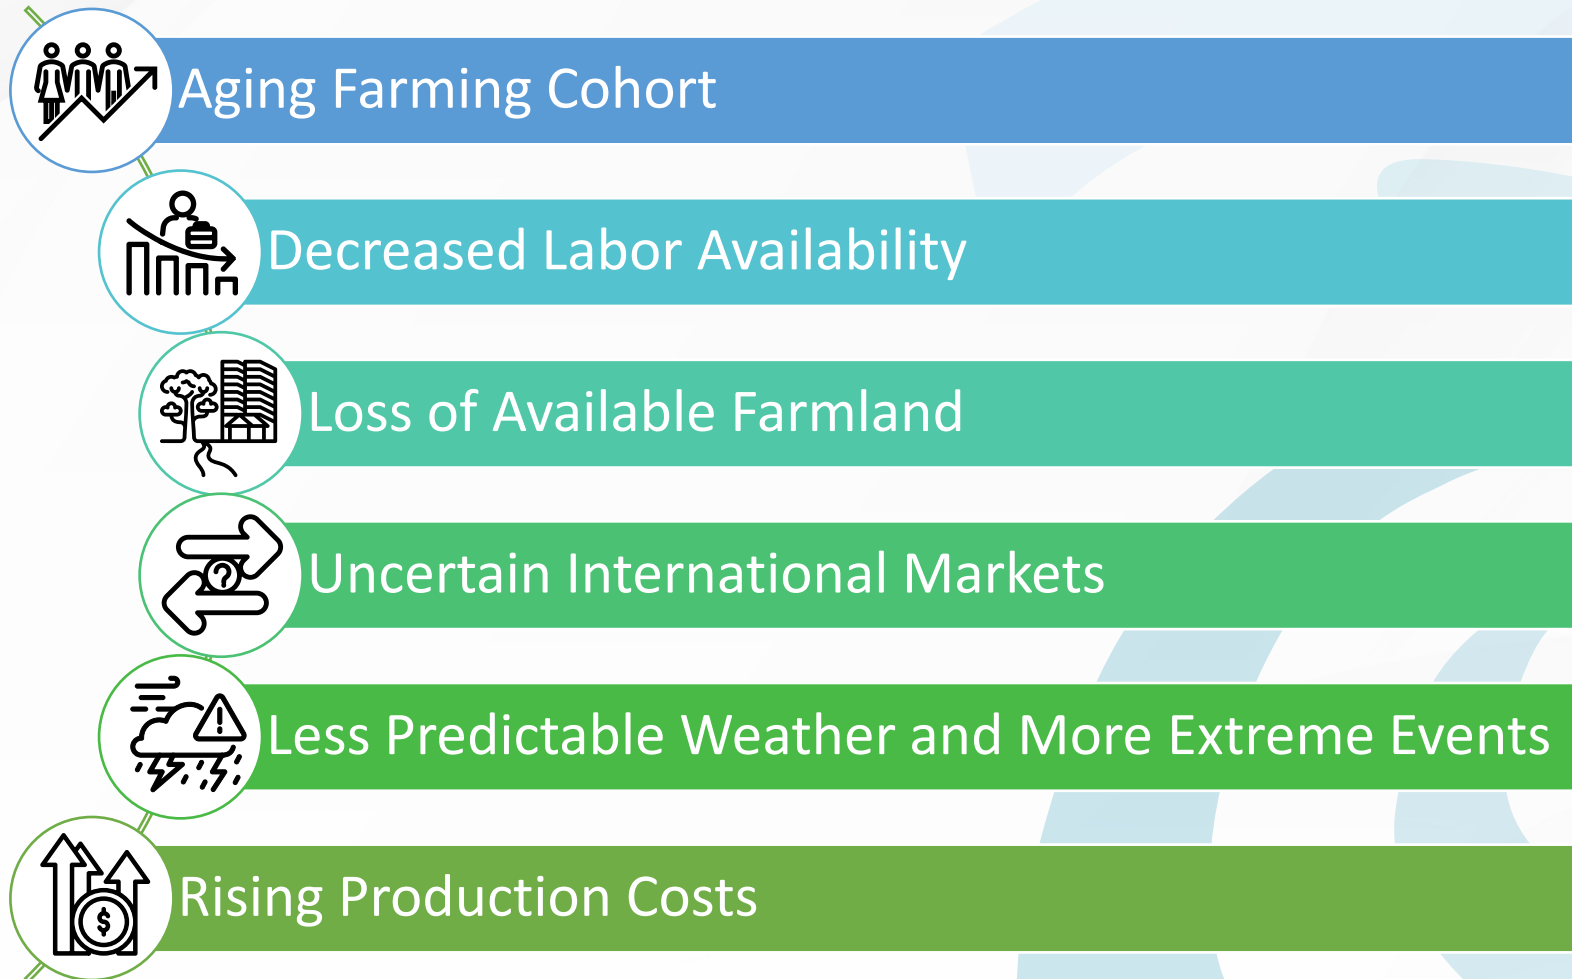 Aging Farming Cohort
Decreased Labor Availability
Loss of Available Farmland
?
Uncertain International Markets
!
Less Predictable Weather and More Extreme Events
$
Rising Production Costs